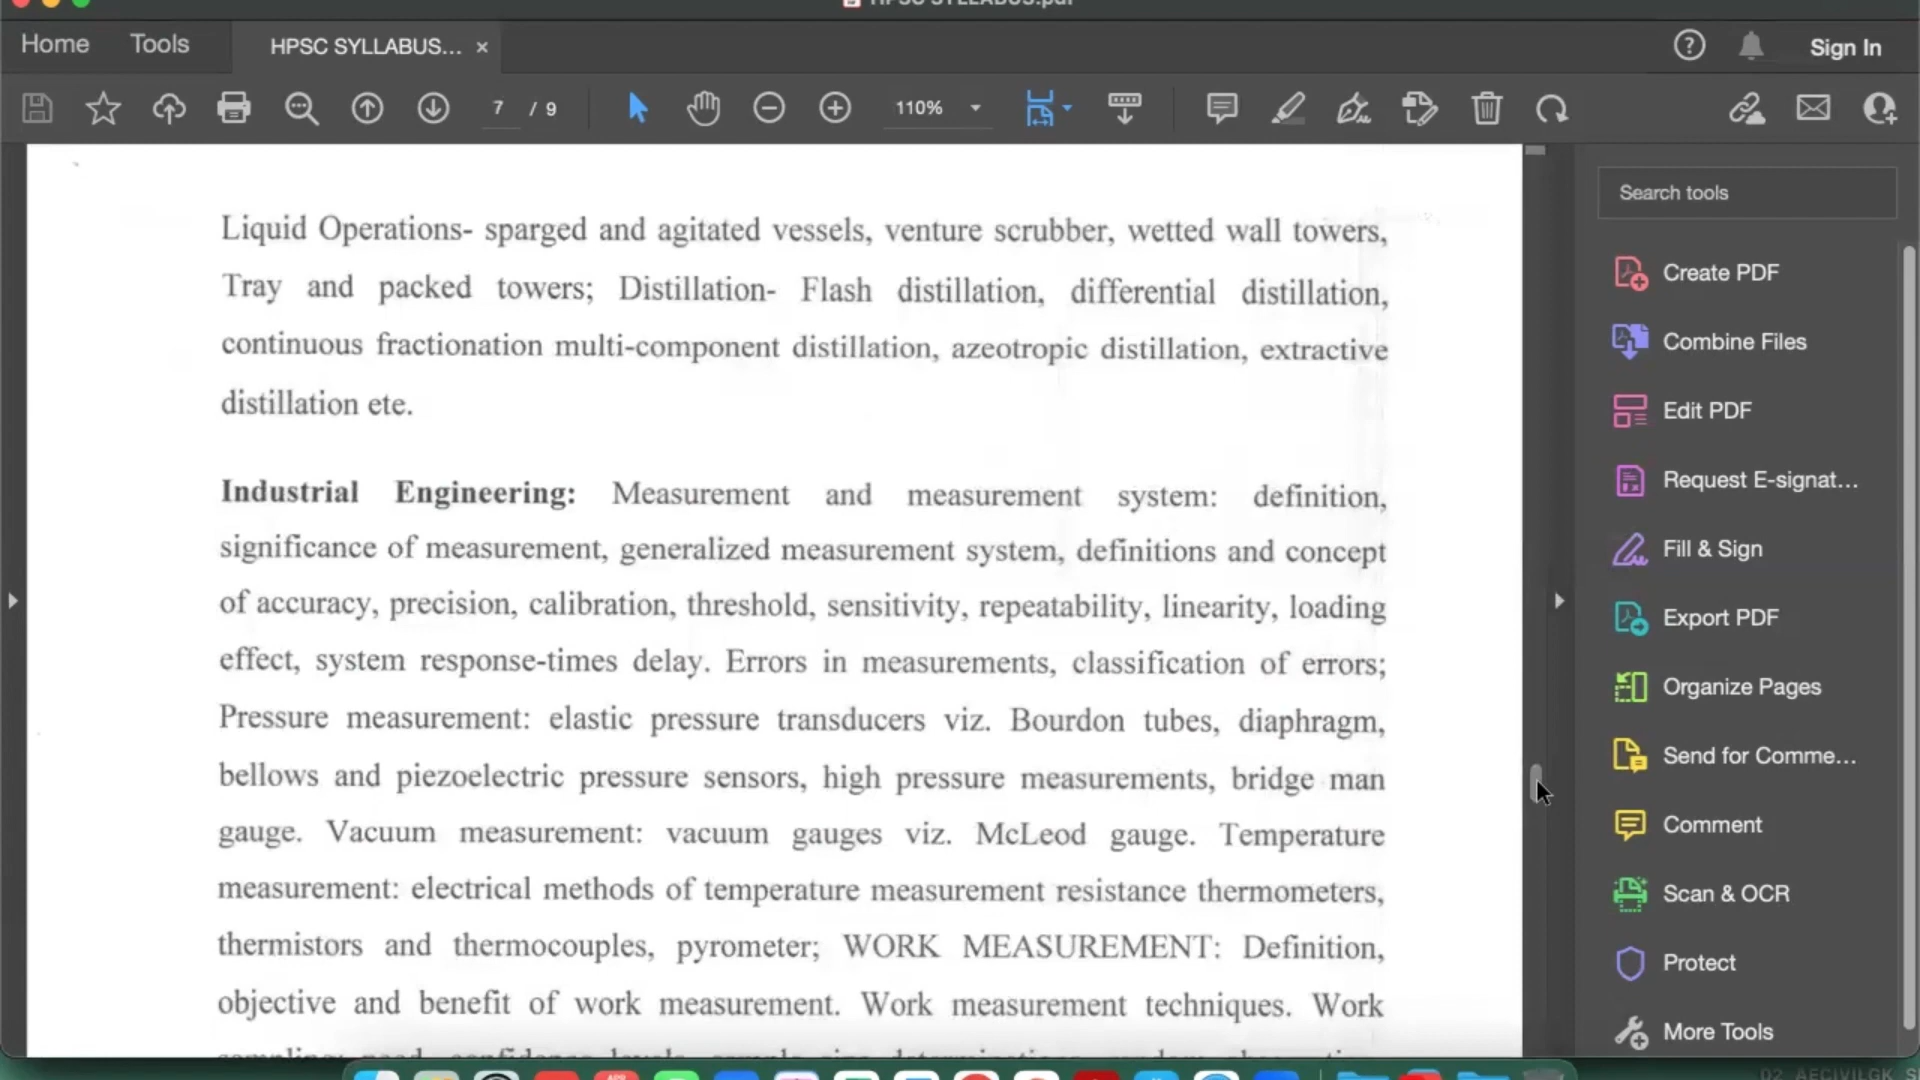 HPSC SYLLABUS.pdf
Home
Tools
HPSC SYLLABUS... ×
?
Sign In
7 / 9
110%
Search tools
Liquid Operations- sparged and agitated vessels, venture scrubber, wetted wall towers,
Tray and packed towers; Distillation- Flash distillation, differential distillation,
continuous fractionation multi-component distillation, azeotropic distillation, extractive
distillation ete.
Industrial Engineering: Measurement and measurement system: definition,
significance of measurement, generalized measurement system, definitions and concept
of accuracy, precision, calibration, threshold, sensitivity, repeatability, linearity, loading
effect, system response-times delay. Errors in measurements, classification of errors;
Pressure measurement: elastic pressure transducers viz. Bourdon tubes, diaphragm,
bellows and piezoelectric pressure sensors, high pressure measurements, bridge man
gauge. Vacuum measurement: vacuum gauges viz. McLeod gauge. Temperature
measurement: electrical methods of temperature measurement resistance thermometers,
thermistors and thermocouples, pyrometer; WORK MEASUREMENT: Definition,
objective and benefit of work measurement. Work measurement techniques. Work
Create PDF
Combine Files
Edit PDF
Request E-signat...
Fill & Sign
Export PDF
Organize Pages
Send for Comme...
Comment
Scan & OCR
Protect
More Tools